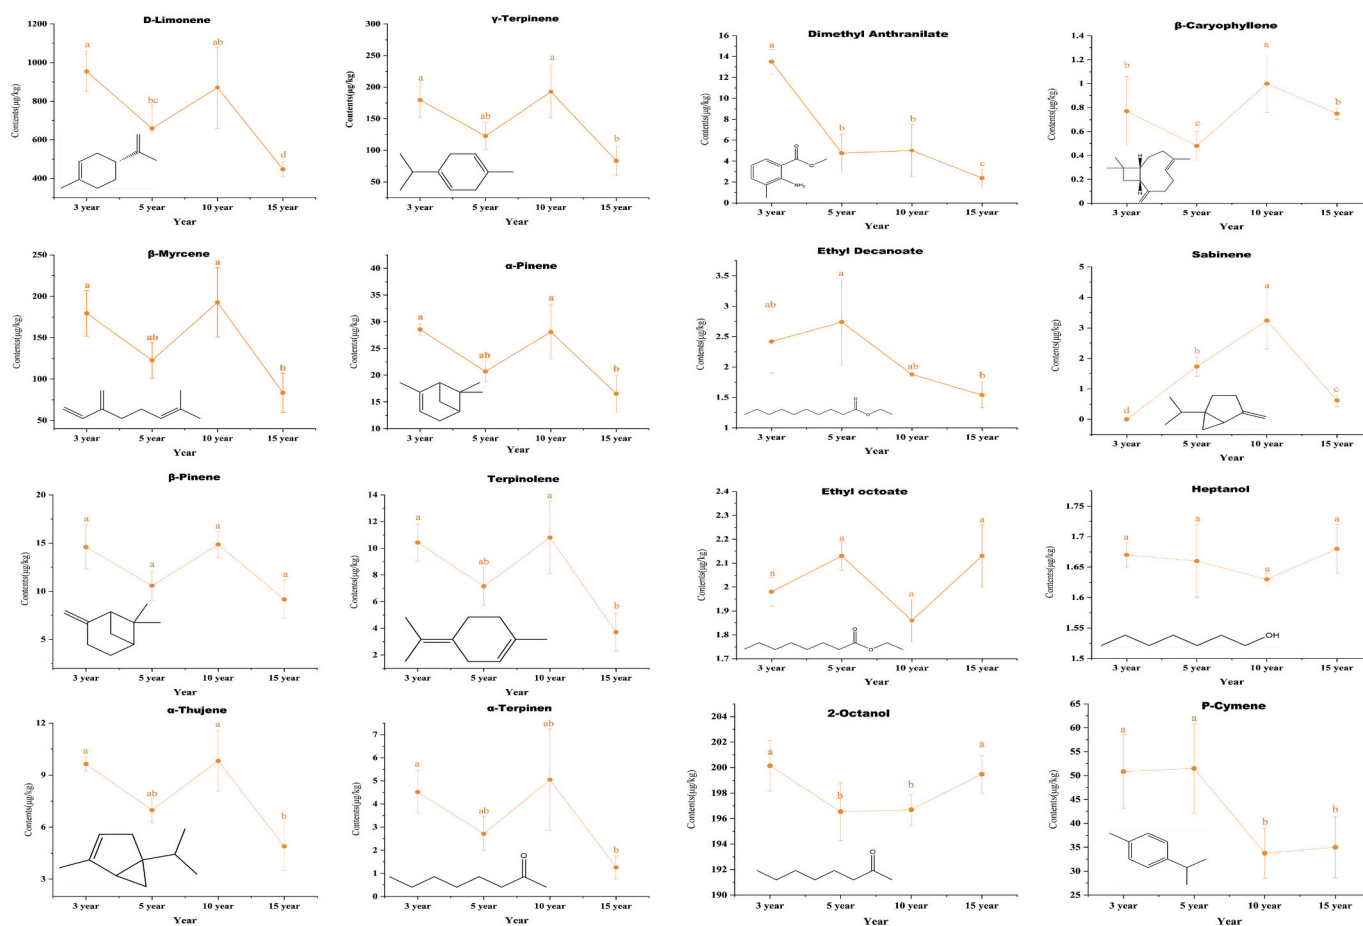 D-Limonene
1200
1000
800
600
400
Contents(μg/kg)
a
bc
ab
d
3 year
5 year
10 year
15 year
Year
γ-Terpinene
300
250
200
150
100
50
Contents(μg/kg)
a
ab
a
b
3 year
5 year
10 year
15 year
Year
Dimethyl Anthranilate
16
14
12
10
8
6
4
2
0
Contents(μg/kg)
a
b
b
c
O
O
NH₂
3 year
5 year
10 year
15 year
Year
β-Caryophyllene
1.4
1.2
1
0.8
0.6
0.4
0.2
0
Contents(μg/kg)
b
c
a
b
H
H
3 year
5 year
10 year
15 year
Year
β-Myrcene
250
200
150
100
50
Contents(μg/kg)
a
ab
a
b
3 year
5 year
10 year
15 year
Year
α-Pinene
40
35
30
25
20
15
10
Contents(μg/kg)
a
ab
a
b
3 year
5 year
10 year
15 year
Year
Ethyl Decanoate
3.5
3
2.5
2
1.5
1
Contents(μg/kg)
ab
a
ab
b
O
O
3 year
5 year
10 year
15 year
Year
Sabinene
5
4
3
2
1
0
Contents(μg/kg)
d
b
a
c
3 year
5 year
10 year
15 year
Year
β-Pinene
20
15
10
5
Contents(μg/kg)
a
a
a
a
3 year
5 year
10 year
15 year
Year
Terpinolene
14
12
10
8
6
4
2
Contents(μg/kg)
a
ab
a
b
3 year
5 year
10 year
15 year
Year
Ethyl octoate
2.4
2.3
2.2
2.1
2
1.9
1.8
1.7
Contents(μg/kg)
a
a
a
a
O
O
3 year
5 year
10 year
15 year
Year
Heptanol
1.75
1.7
1.65
1.6
1.55
1.5
Contents(μg/kg)
a
a
a
a
OH
3 year
5 year
10 year
15 year
Year
α-Thujene
12
9
6
3
Contents(μg/kg)
a
ab
a
b
3 year
5 year
10 year
15 year
Year
α-Terpinen
7
6
5
4
3
2
1
0
Contents(μg/kg)
a
ab
ab
b
O
3 year
5 year
10 year
15 year
Year
2-Octanol
204
202
200
198
196
194
192
190
Contents(μg/kg)
a
b
b
a
O
3 year
5 year
10 year
15 year
Year
P-Cymene
65
60
55
50
45
40
35
30
25
Contents(μg/kg)
a
a
b
b
3 year
5 year
10 year
15 year
Year